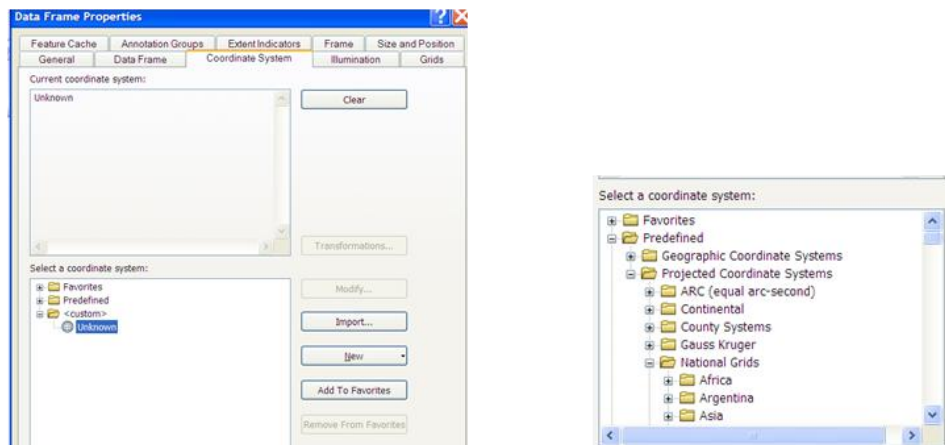 Data Frame Properties
Feature Cache Annotation Groups Extent Indicators Frame Size and Position
General Data Frame Coordinate System Illumination Grids
Current coordinate system:
Unknown
Clear
Transformations...
Select a coordinate system:
Favorites
Predefined
<custom>
Unknown
Modify...
Import...
New
Add To Favorites
Remove From Favorites
Select a coordinate system:
Favorites
Predefined
Geographic Coordinate Systems
Projected Coordinate Systems
ARC (equal arc-second)
Continental
County Systems
Gauss Kruger
National Grids
Africa
Argentina
Asia